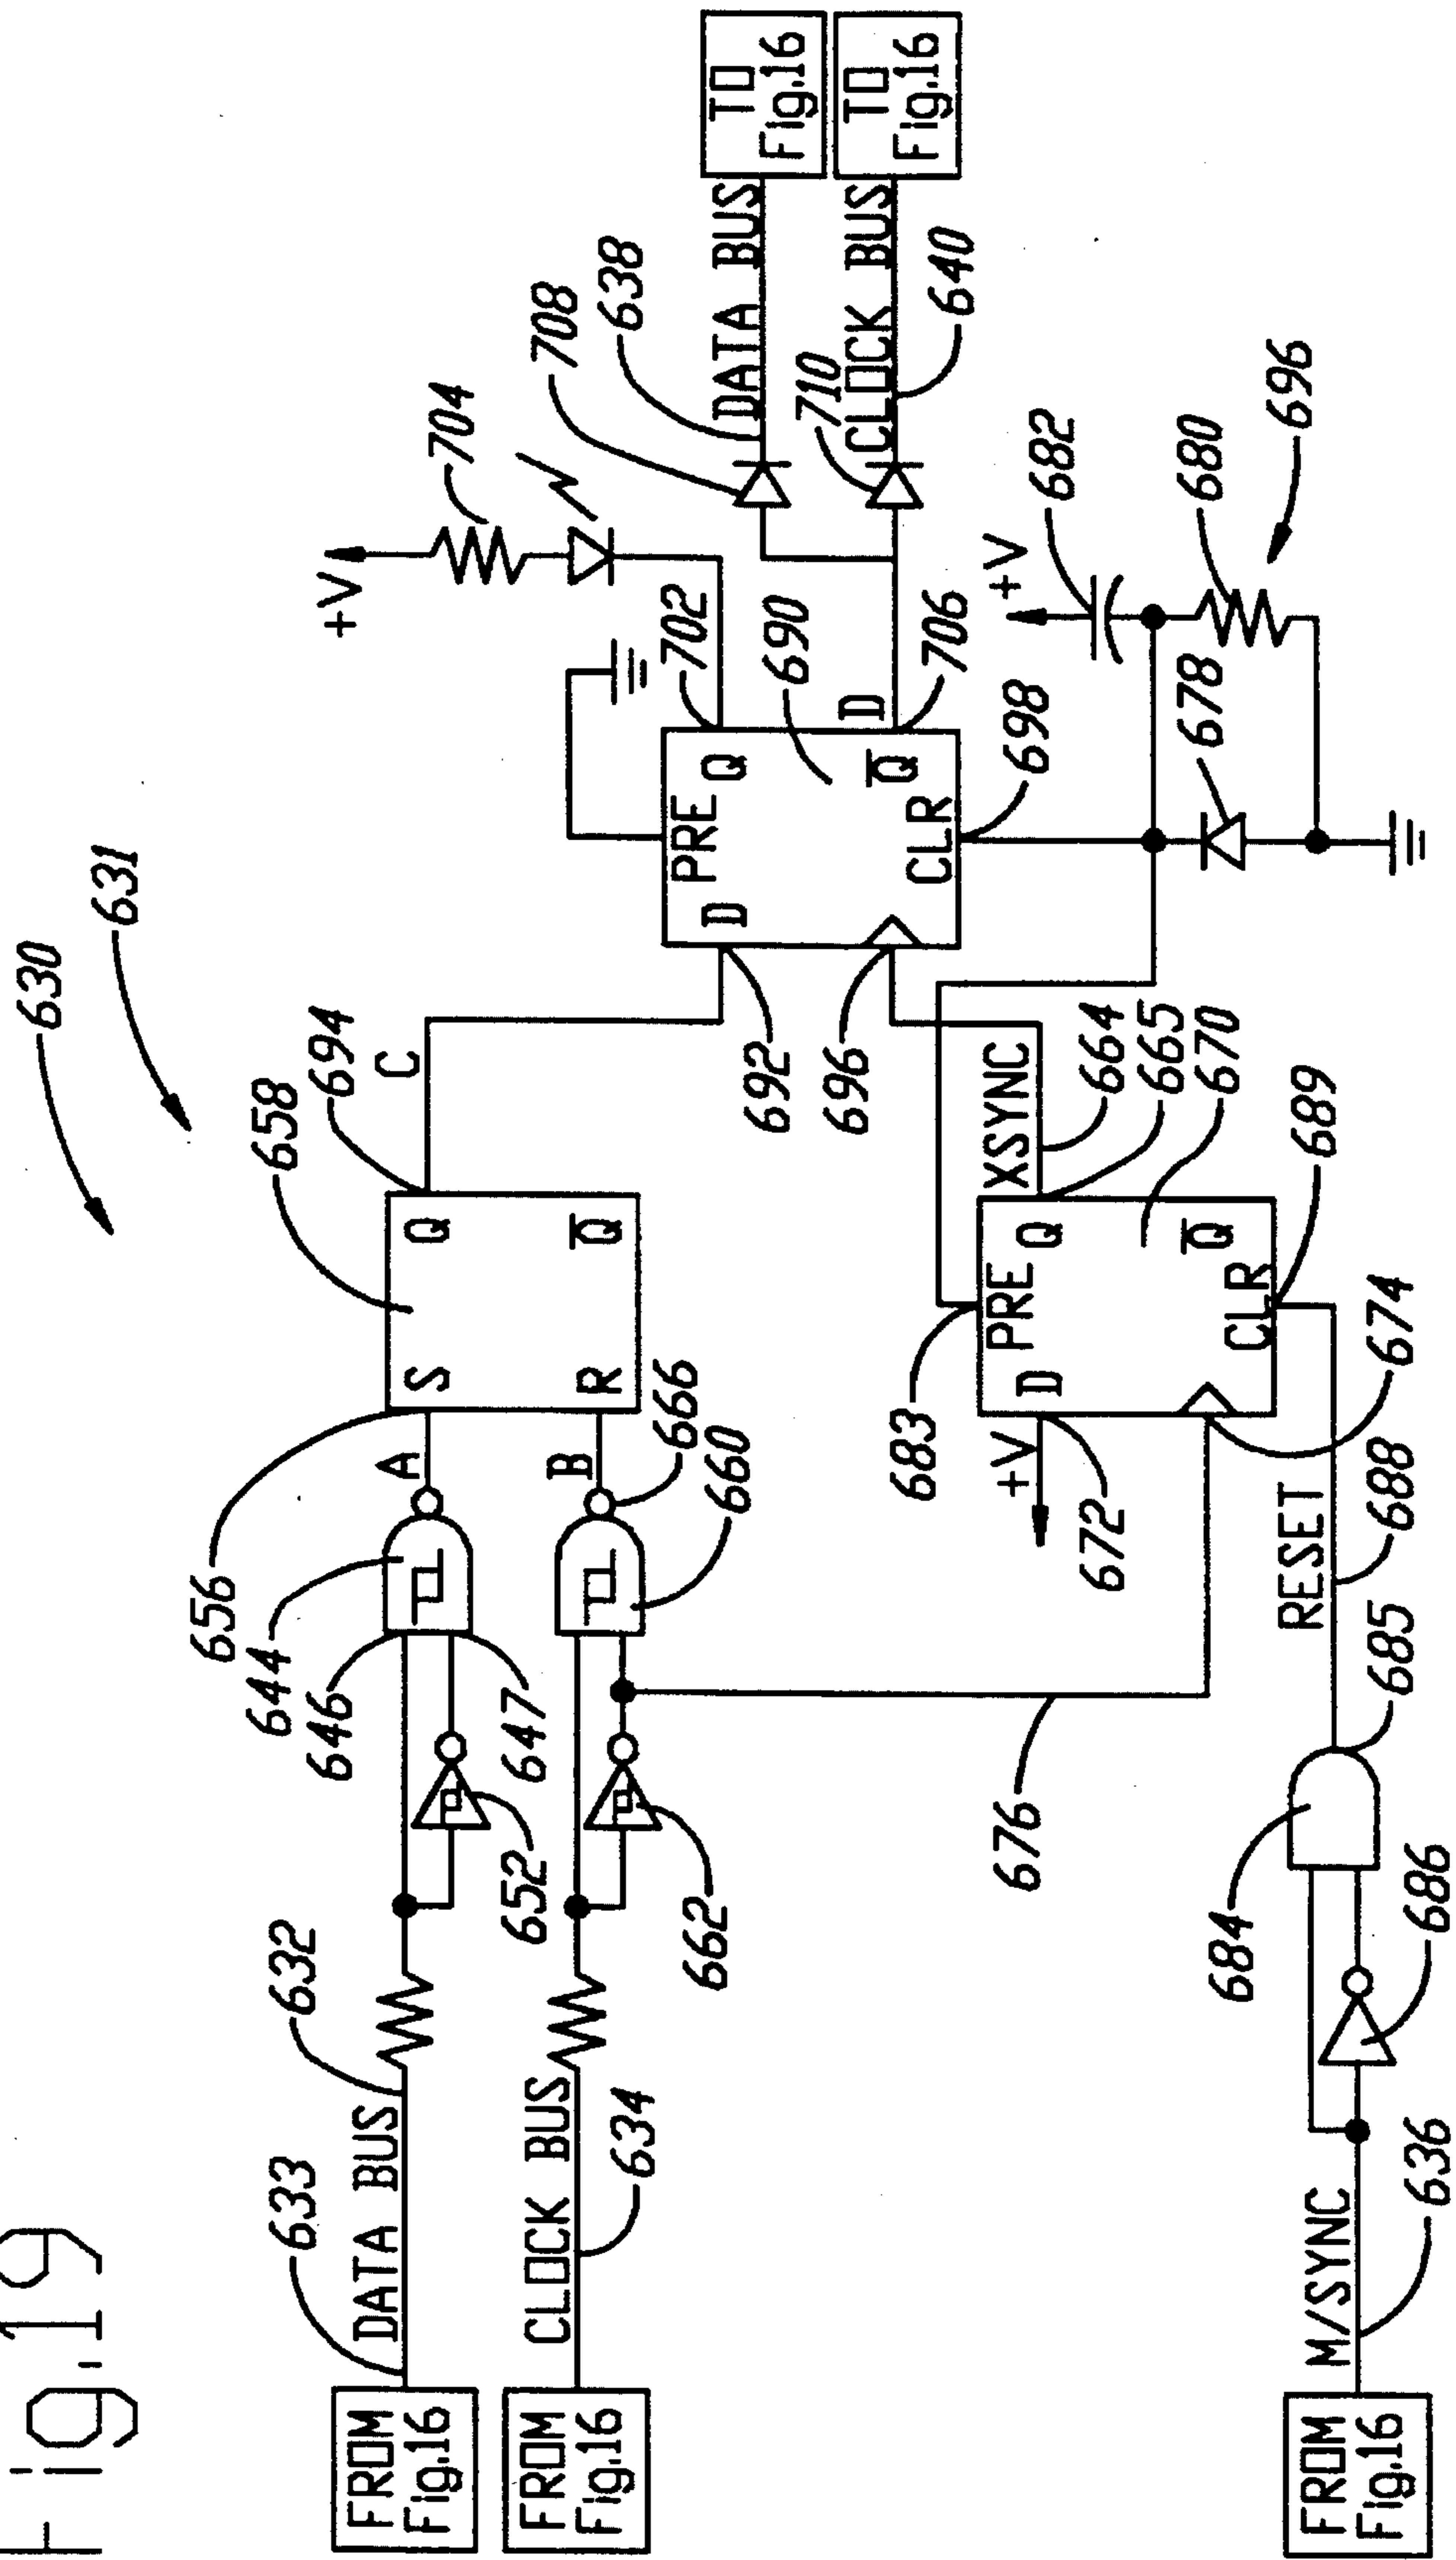 Fig.19
630
631
FROM
Fig.16
633
DATA BUS
632
652
646
647
644
656
A
S
Q
R
Q̅
658
694
C
FROM
Fig.16
CLOCK BUS
634
662
660
666
B
692
696
D
PRE
Q
Q̅
CLR
690
702
+V
704
708
638
DATA BUS
TO
Fig.16
D
706
710
CLOCK BUS
640
TO
Fig.16
698
678
+V
682
680
696
676
672
+V
683
D
PRE
Q
Q̅
CLR
XSYNC
664
665
670
689
674
FROM
Fig.16
M/SYNC
636
686
684
685
RESET
688